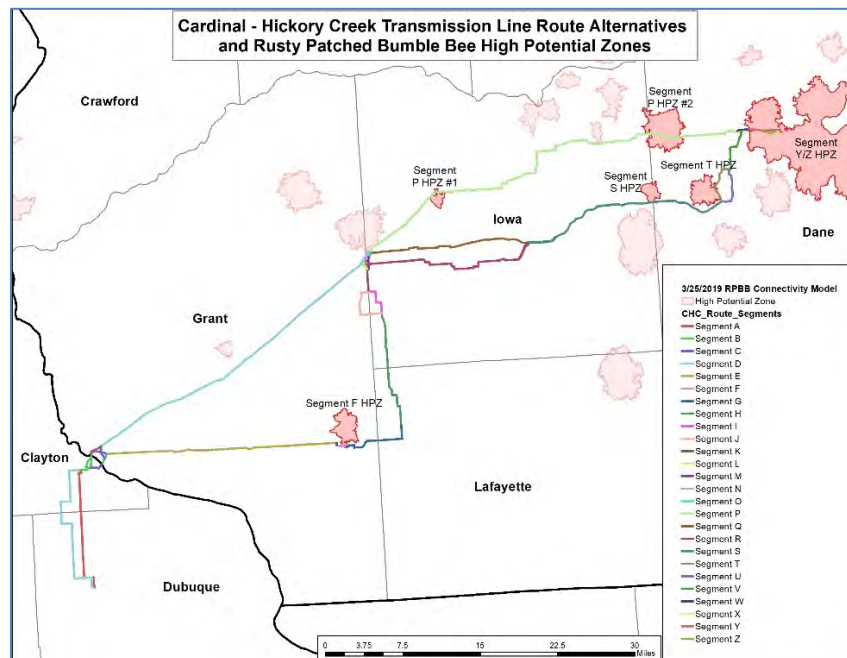 Cardinal - Hickory Creek Transmission Line Route Alternatives
and Rusty Patched Bumble Bee High Potential Zones
Crawford
Segment
P HPZ #2
Segment
P HPZ #1
Segment
S HPZ
Segment T HPZ
Segment
Y/Z HPZ
Iowa
Dane
Grant
Segment F HPZ
Clayton
Lafayette
Dubuque
3/25/2019 RPBB Connectivity Model
High Potential Zone
CHC_Route_Segments
Segment A
Segment B
Segment C
Segment D
Segment E
Segment F
Segment G
Segment H
Segment I
Segment J
Segment K
Segment L
Segment M
Segment N
Segment O
Segment P
Segment Q
Segment R
Segment S
Segment T
Segment U
Segment V
Segment W
Segment X
Segment Y
Segment Z
0 3.75 7.5 16 22.5 30
Miles